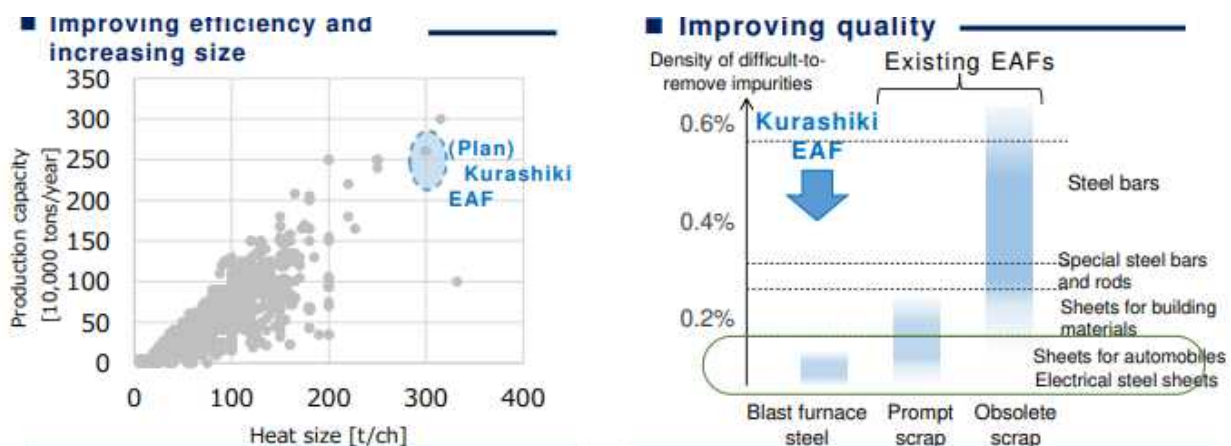 ■ Improving efficiency and
increasing size
Production capacity
[10,000 tons/year]
350
300
250
200
150
100
50
0
(Plan)
Kurashiki
EAF
0 100 200 300 400
Heat size [t/ch]
■ Improving quality
Density of difficult-to-
remove impurities
Existing EAFs
0.6%
0.4%
0.2%
Kurashiki
EAF
Steel bars
Special steel bars
and rods
Sheets for building
materials
Sheets for automobiles
Electrical steel sheets
Blast furnace
steel
Prompt
scrap
Obsolete
scrap